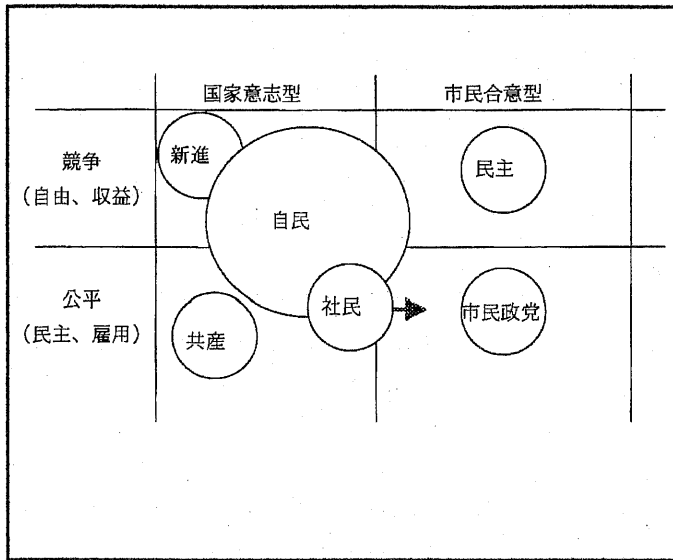 国家意志型
市民合意型
競争
(自由、収益)
新進
民主
自民
公平
(民主、雇用)
社民
市民政党
共産